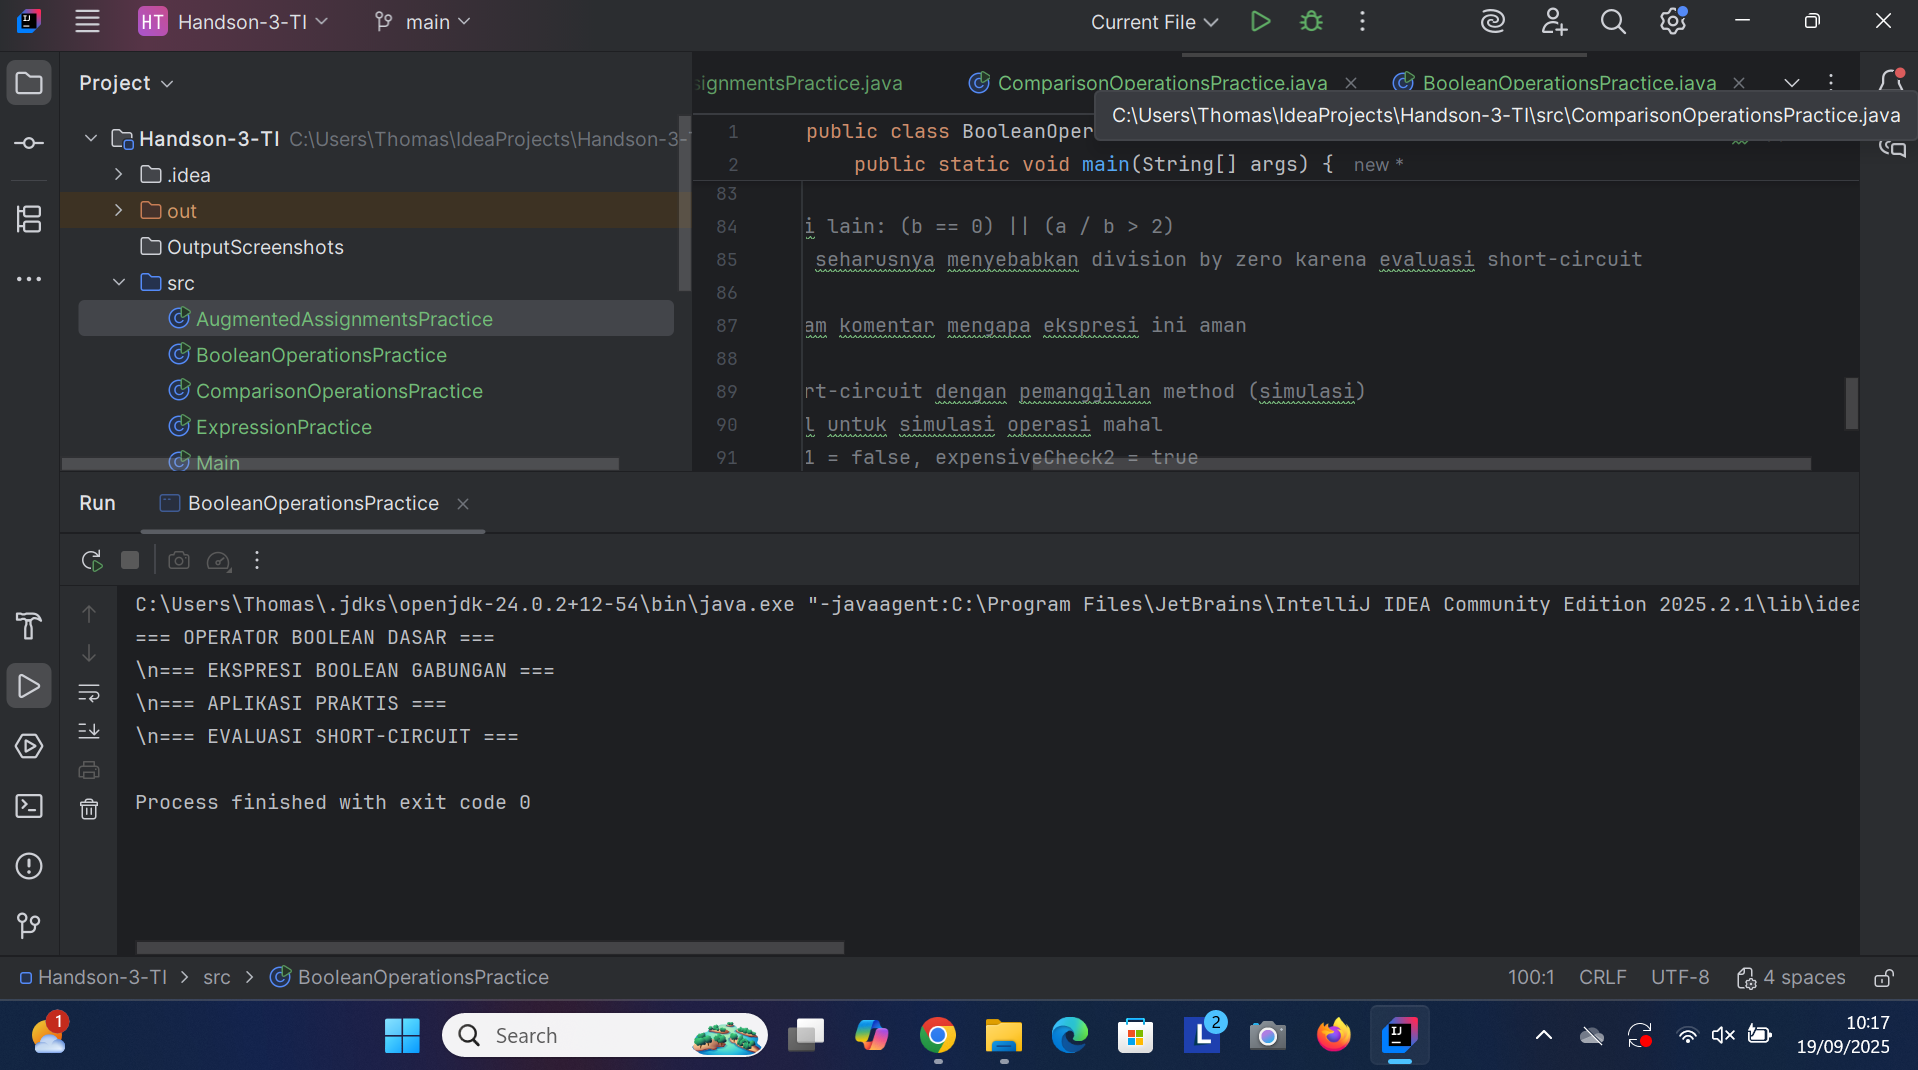 HT Handson-3-TI main Current File
Project
ignmentsPractice.java ComparisonOperationsPractice.java BooleanOperationsPractice.java
C:\Users\Thomas\IdeaProjects\Handson-3-TI\src\ComparisonOperationsPractice.java
Handson-3-TI C:\Users\Thomas\IdeaProjects\Handson-3-
.idea
out
OutputScreenshots
src
AugmentedAssignmentsPractice
BooleanOperationsPractice
ComparisonOperationsPractice
ExpressionPractice
Main
1 public class BooleanOper
2 public static void main(String[] args) { new *
83
84 i lain: (b == 0) || (a / b > 2)
85 seharusnya menyebabkan division by zero karena evaluasi short-circuit
86
87 am komentar mengapa ekspresi ini aman
88
89 rt-circuit dengan pemanggilan method (simulasi)
90 l untuk simulasi operasi mahal
91 1 = false, expensiveCheck2 = true
Run BooleanOperationsPractice
C:\Users\Thomas\.jdks\openjdk-24.0.2+12-54\bin\java.exe "-javaagent:C:\Program Files\JetBrains\IntelliJ IDEA Community Edition 2025.2.1\lib\idea
=== OPERATOR BOOLEAN DASAR ===
\n=== EKSPRESI BOOLEAN GABUNGAN ===
\n=== APLIKASI PRAKTIS ===
\n=== EVALUASI SHORT-CIRCUIT ===
Process finished with exit code 0
Handson-3-TI > src > BooleanOperationsPractice 100:1 CRLF UTF-8 4 spaces
1
Search
L 2
IJ
10:17
19/09/2025